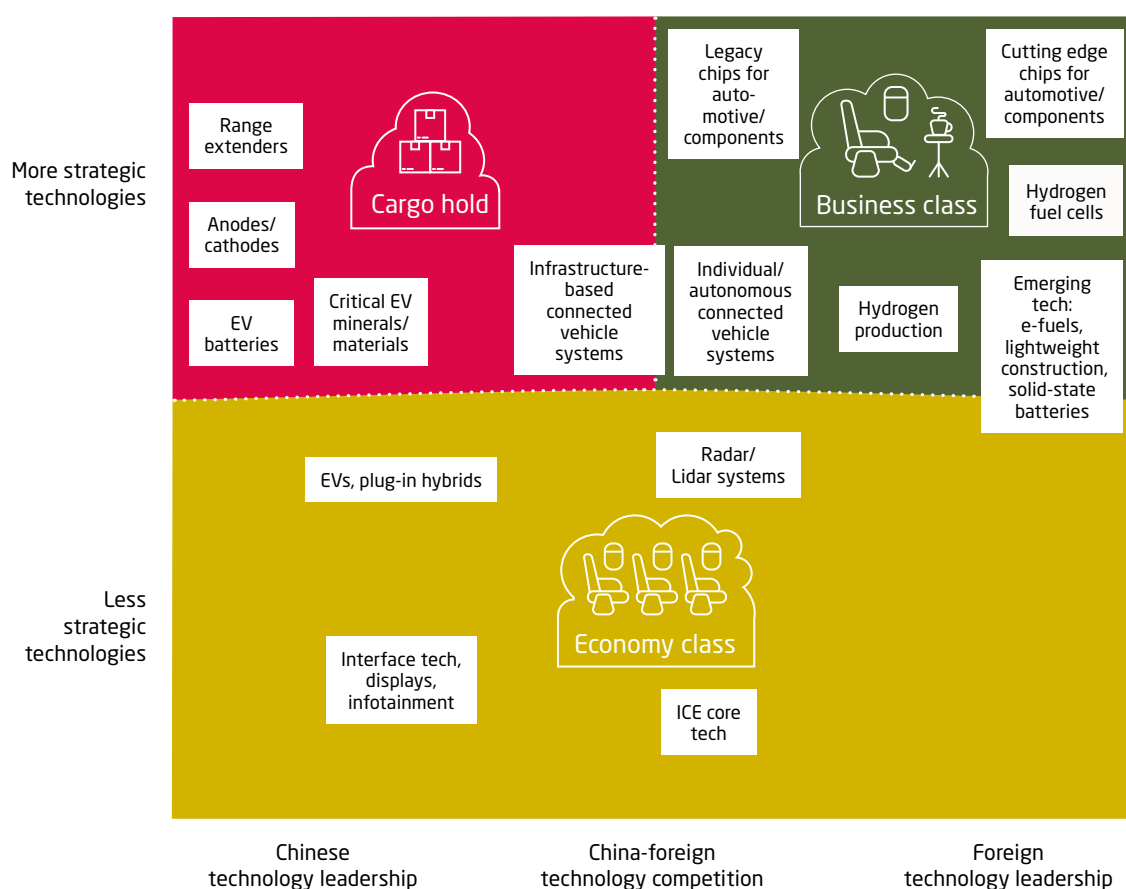 More strategic
technologies
Less
strategic
technologies
Range
extenders
Anodes/
cathodes
EV
batteries
Critical EV
minerals/
materials
Cargo hold
Infrastructure-
based
connected
vehicle
systems
Legacy
chips for
auto-
motive/
components
Business class
Cutting edge
chips for
automotive/
components
Hydrogen
fuel cells
Individual/
autonomous
connected
vehicle
systems
Hydrogen
production
Emerging
tech:
e-fuels,
lightweight
construction,
solid-state
batteries
EVs, plug-in hybrids
Radar/
Lidar systems
Economy class
Interface tech,
displays,
infotainment
ICE core
tech
Chinese
technology leadership
China-foreign
technology competition
Foreign
technology leadership